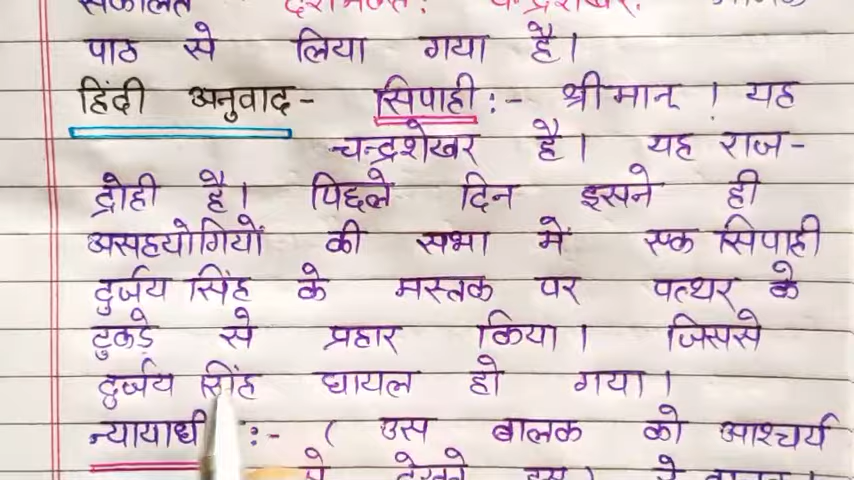 पाठ से लिया गया है।
हिंदी अनुवाद- सिपाही:- श्रीमान् । यह
चन्द्रशेखर है। यह राज-
द्रोही है। पिछले दिन इसने ही
असहयोगियों की सभा में एक सिपाही
दुर्जय सिंह के मस्तक पर पत्थर के
टुकड़े से प्रहार किया। जिससे
दुर्जय सिंह घायल हो गया।
:- ( उस बालक को आश्चर्य